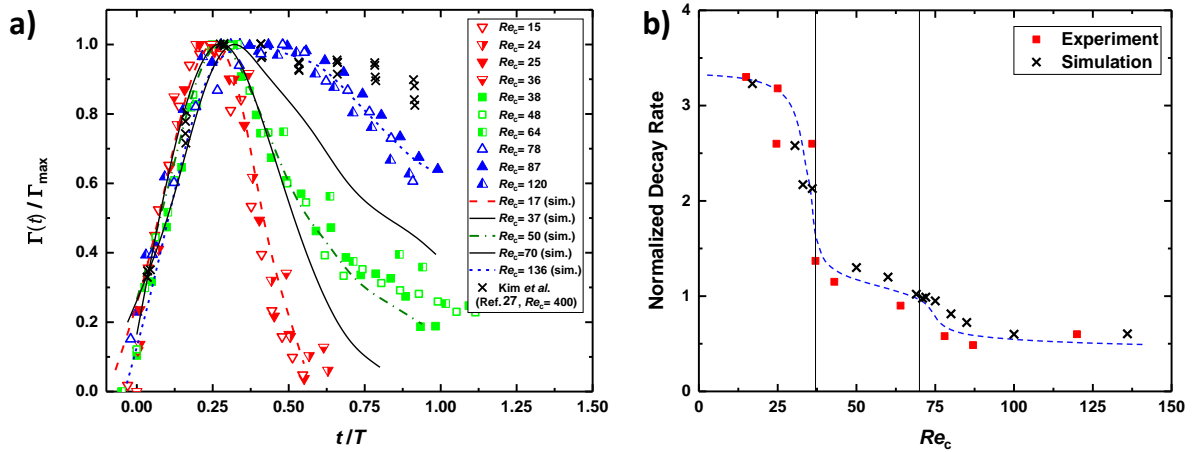 a)
Γ(t) / Γmax
1.0
0.8
0.6
0.4
0.2
0.0
0.00 0.25 0.50 0.75 1.00 1.25 1.50
t/T
Rec= 15
Rec= 24
Rec= 25
Rec= 36
Rec= 38
Rec= 48
Rec= 64
Rec= 78
Rec= 87
Rec= 120
Rec= 17 (sim.)
Rec= 37 (sim.)
Rec= 50 (sim.)
Rec=70 (sim.)
Rec= 136 (sim.)
Kim et al.
(Ref.27, Rec= 400)
b)
Normalized Decay Rate
4
3
2
1
0
0 25 50 75 100 125 150
Rec
Experiment
Simulation